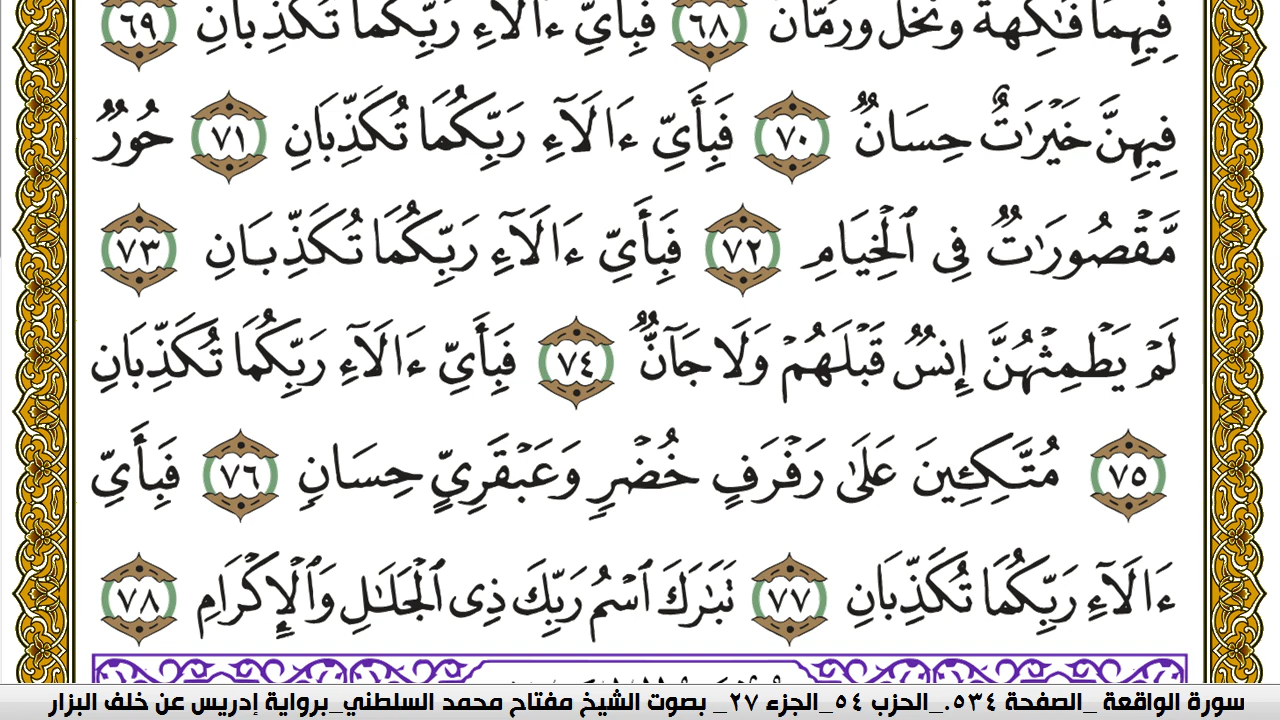 فِيهِمَا فَٰكِهَةٌ وَنَخْلٌ وَرُمَّانٌ ٦٨ فَبِأَيِّ ءَالَآءِ رَبِّكُمَا تُكَذِّبَانِ ٦٩
فِيهِنَّ خَيْرَٰتٌ حِسَانٌ ٧٠ فَبِأَيِّ ءَالَآءِ رَبِّكُمَا تُكَذِّبَانِ ٧١ حُورٌ
مَّقْصُورَٰتٌ فِي ٱلْخِيَامِ ٧٢ فَبِأَيِّ ءَالَآءِ رَبِّكُمَا تُكَذِّبَانِ ٧٣
لَمْ يَطْمِثْهُنَّ إِنسٌ قَبْلَهُمْ وَلَا جَآنٌّ ٧٤ فَبِأَيِّ ءَالَآءِ رَبِّكُمَا تُكَذِّبَانِ
٧٥ مُتَّكِـِٔينَ عَلَىٰ رَفْرَفٍ خُضْرٍ وَعَبْقَرِيٍّ حِسَانٍ ٧٦ فَبِأَيِّ
ءَالَآءِ رَبِّكُمَا تُكَذِّبَانِ ٧٧ تَبَٰرَكَ ٱسْمُ رَبِّكَ ذِي ٱلْجَلَٰلِ وَٱلْإِكْرَامِ ٧٨
سورة الواقعة _الصفحة ٥٣٤._الحزب ٥٤_الجزء ٢٧_ بصوت الشيخ مفتاح محمد السلطني_برواية إدريس عن خلف البزار